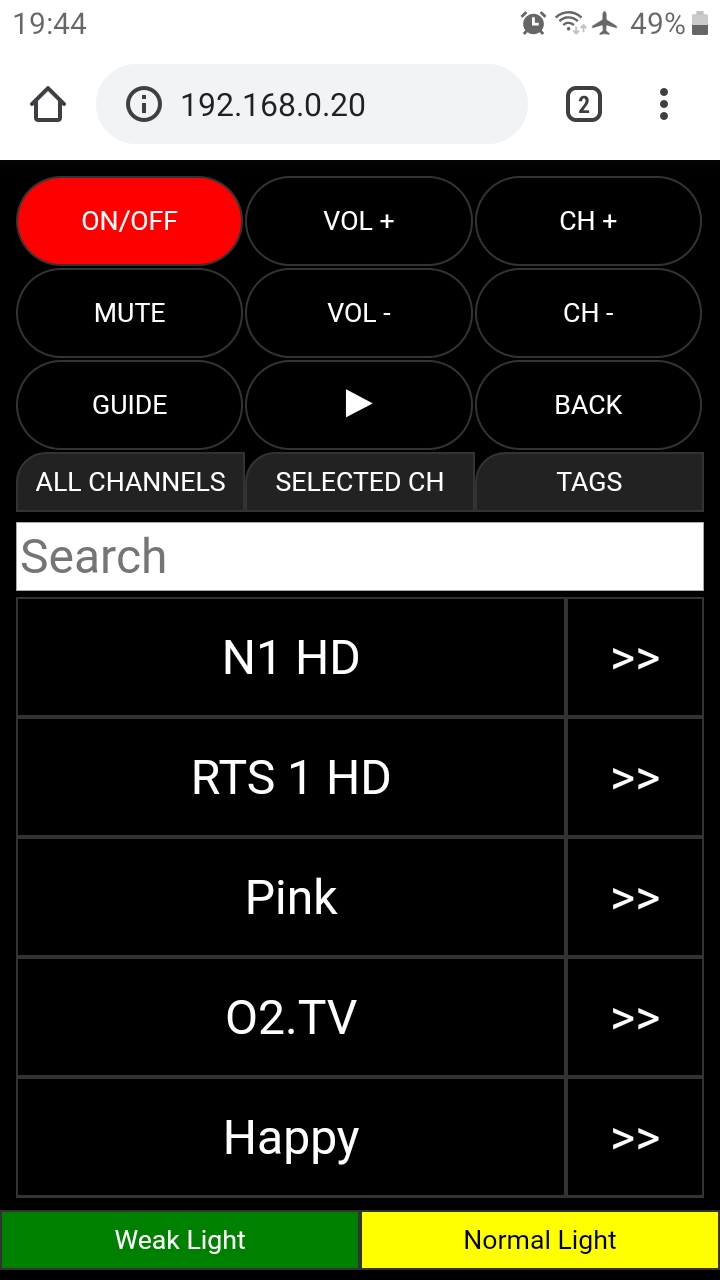 19:44 49%
192.168.0.20 2
ON/OFF VOL + CH +
MUTE VOL - CH -
GUIDE BACK
ALL CHANNELS SELECTED CH TAGS
Search
N1 HD >>
RTS 1 HD >>
Pink >>
O2.TV >>
Happy >>
Weak Light Normal Light